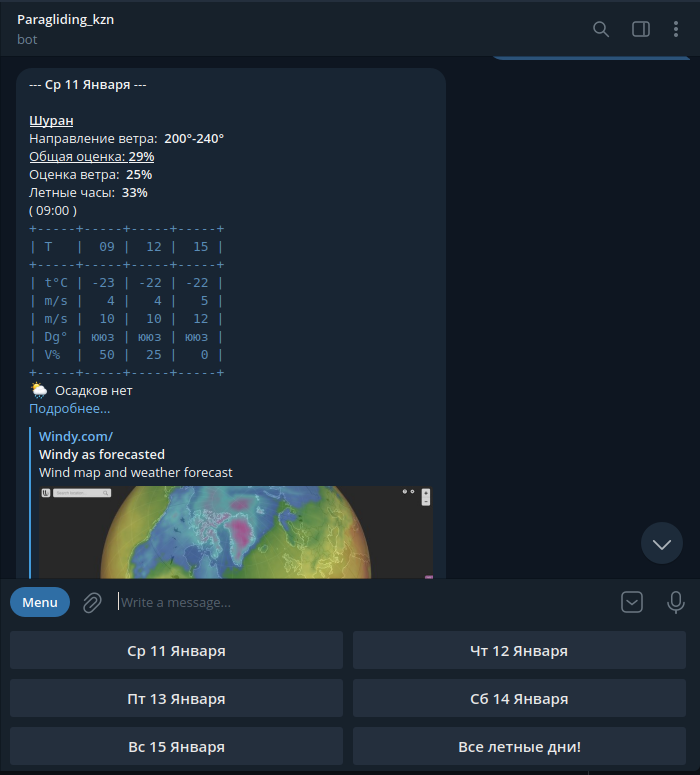 Paragliding_kzn
bot
--- Ср 11 Января ---
Шуран
Направление ветра: 200°-240°
Общая оценка: 29%
Оценка ветра: 25%
Летные часы: 33%
( 09:00 )
+-----+-----+-----+-----+
| T | 09 | 12 | 15 |
+-----+-----+-----+-----+
| t°C | -23 | -22 | -22 |
| m/s | 4 | 4 | 5 |
| m/s | 10 | 10 | 12 |
| Dg° | ююз | ююз | ююз |
| V% | 50 | 25 | 0 |
+-----+-----+-----+-----+
Осадков нет
Подробнее...
Windy.com/
Windy as forecasted
Wind map and weather forecast
Menu
Write a message...
Ср 11 Января
Чт 12 Января
Пт 13 Января
Сб 14 Января
Вс 15 Января
Все летные дни!